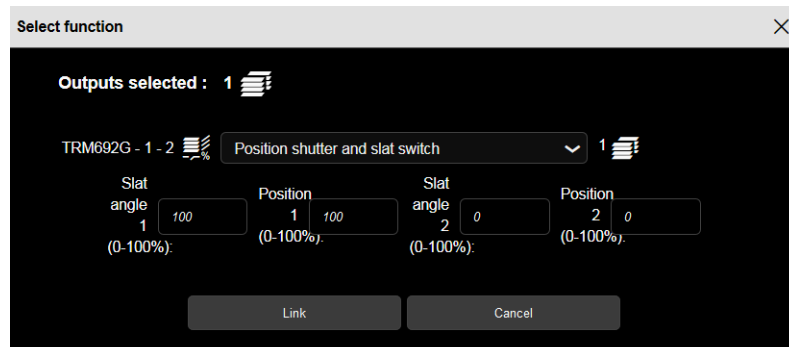 Select function
Outputs selected : 1
TRM692G - 1 - 2 % Position shutter and slat switch 1
Slat angle 1 (0-100%): 100 Position 1 (0-100%): 100 Slat angle 2 (0-100%): 0 Position 2 (0-100%): 0
Link Cancel